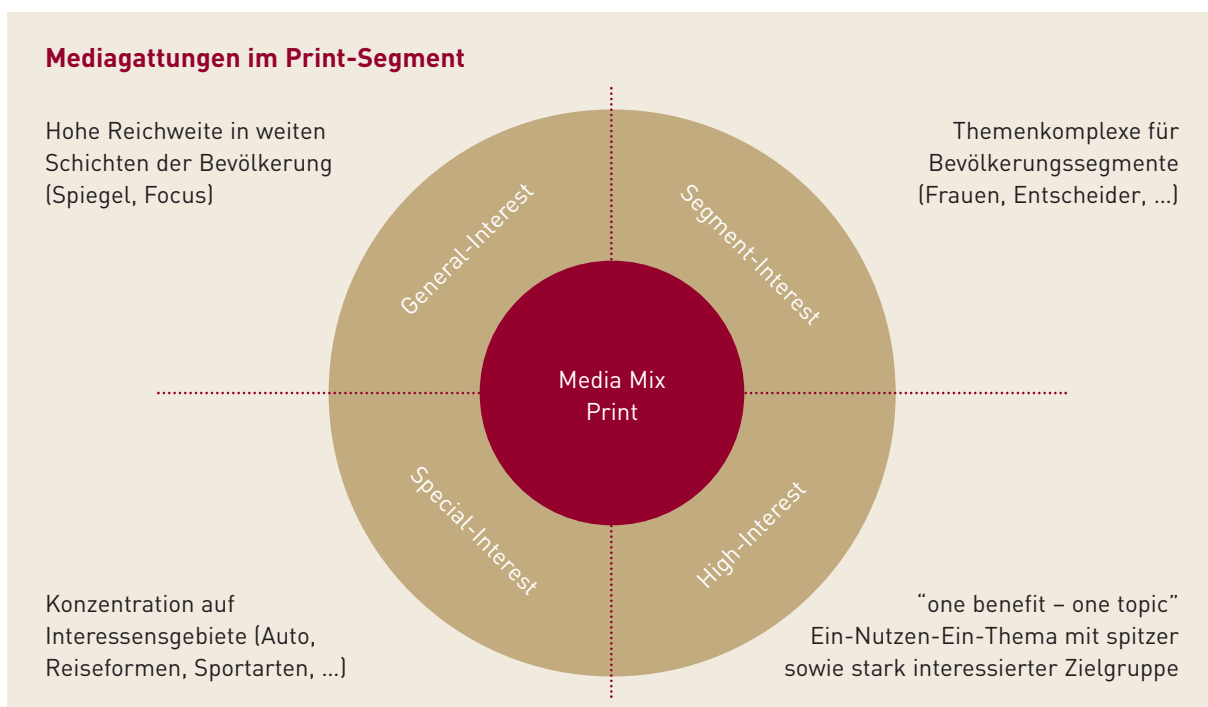 Mediagattungen im Print-Segment
Hohe Reichweite in weiten
Schichten der Bevölkerung
(Spiegel, Focus)
Themenkomplexe für
Bevölkerungssegmente
(Frauen, Entscheider, ...)
General-Interest
Segment-Interest
Media Mix
Print
Special-Interest
High-Interest
Konzentration auf
Interessensgebiete (Auto,
Reiseformen, Sportarten, ...)
“one benefit – one topic”
Ein-Nutzen-Ein-Thema mit spitzer
sowie stark interessierter Zielgruppe